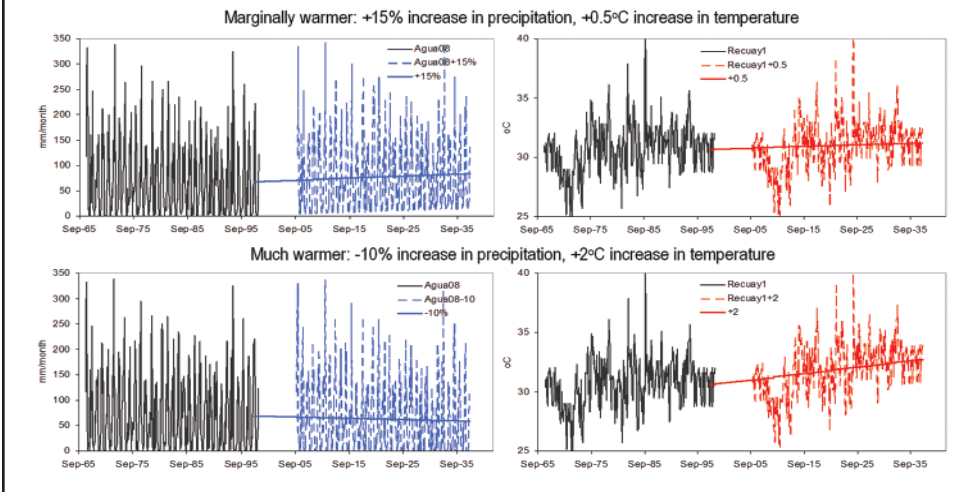 Marginally warmer: +15% increase in precipitation, +0.5ºC increase in temperature
350
300
250
200
150
100
50
0
mm/month
Agua08
Agua08+15%
+15%
Sep-65 Sep-75 Sep-85 Sep-95 Sep-05 Sep-15 Sep-25 Sep-35
40
35
30
25
oC
Recuay1
Recuay1+0.5
+0.5
Sep-65 Sep-75 Sep-85 Sep-95 Sep-05 Sep-15 Sep-25 Sep-35
Much warmer: -10% increase in precipitation, +2ºC increase in temperature
350
300
250
200
150
100
50
0
mm/month
Agua08
Agua08-10
-10%
Sep-65 Sep-75 Sep-85 Sep-95 Sep-05 Sep-15 Sep-25 Sep-35
40
35
30
25
oC
Recuay1
Recuay1+2
+2
Sep-65 Sep-75 Sep-85 Sep-95 Sep-05 Sep-15 Sep-25 Sep-35